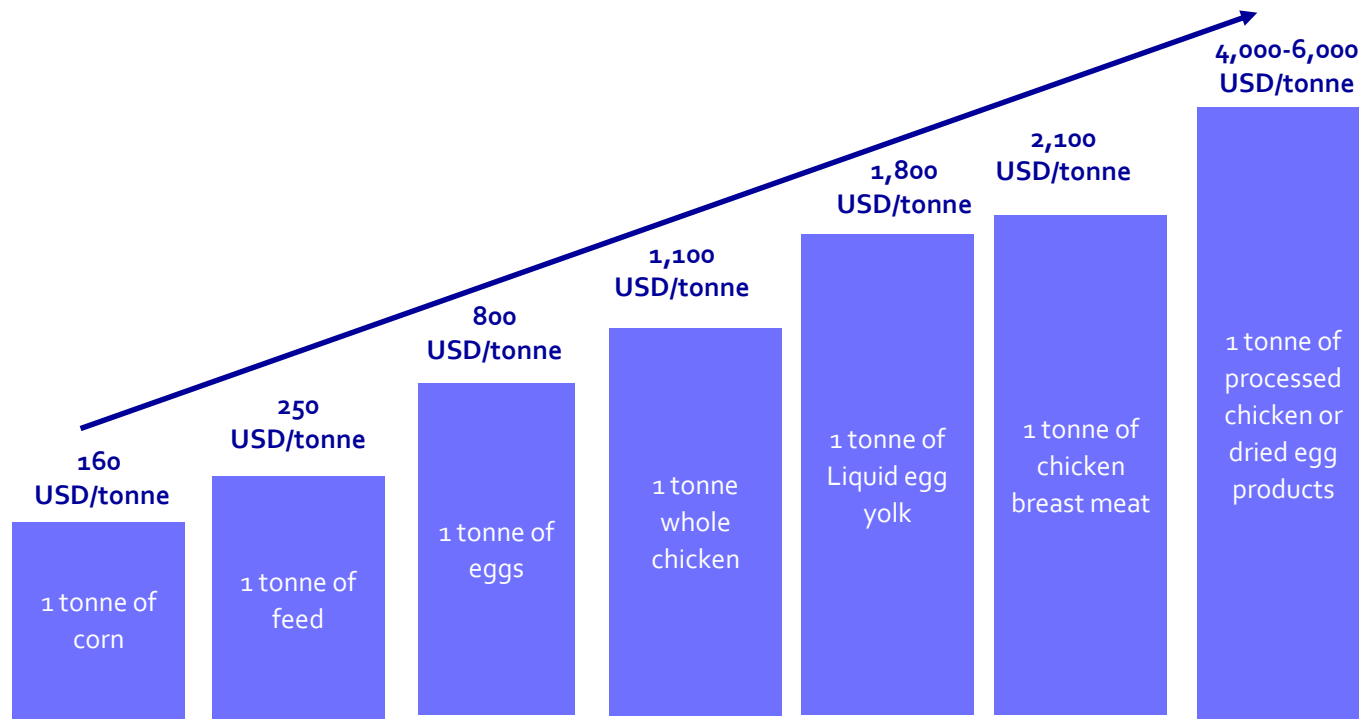 160
USD/tonne
1 tonne of
corn
250
USD/tonne
1 tonne of
feed
800
USD/tonne
1 tonne of
eggs
1,100
USD/tonne
1 tonne
whole
chicken
1,800
USD/tonne
1 tonne of
Liquid egg
yolk
2,100
USD/tonne
1 tonne of
chicken
breast meat
4,000-6,000
USD/tonne
1 tonne of
processed
chicken or
dried egg
products